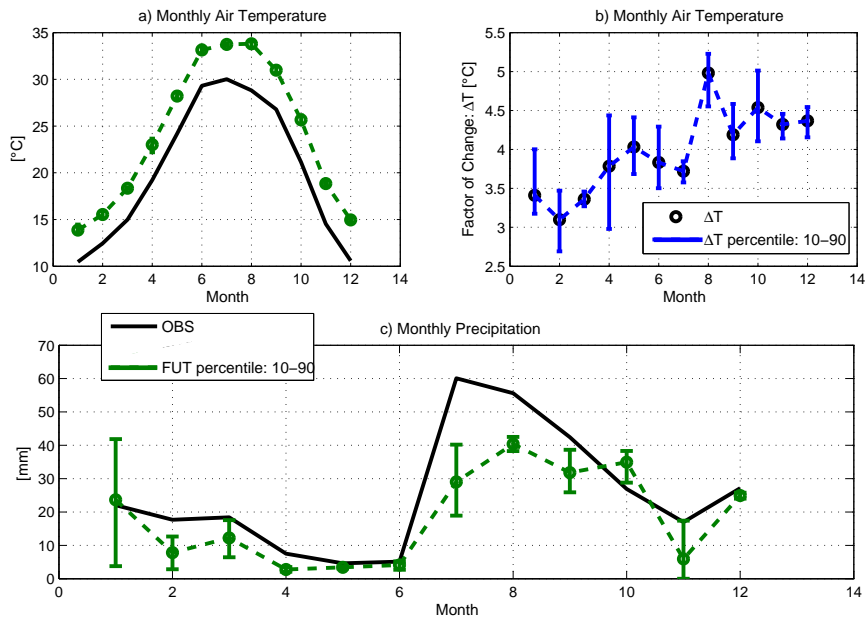 a) Monthly Air Temperature
35
30
25
20
15
10
[°C]
0 2 4 6 8 10 12 14
Month
b) Monthly Air Temperature
5.5
5
4.5
4
3.5
3
2.5
Factor of Change: ΔT [°C]
ΔT
ΔT percentile: 10−90
0 2 4 6 8 10 12 14
Month
c) Monthly Precipitation
OBS
FUT percentile: 10−90
70
60
50
40
30
20
10
0
[mm]
0 2 4 6 8 10 12 14
Month